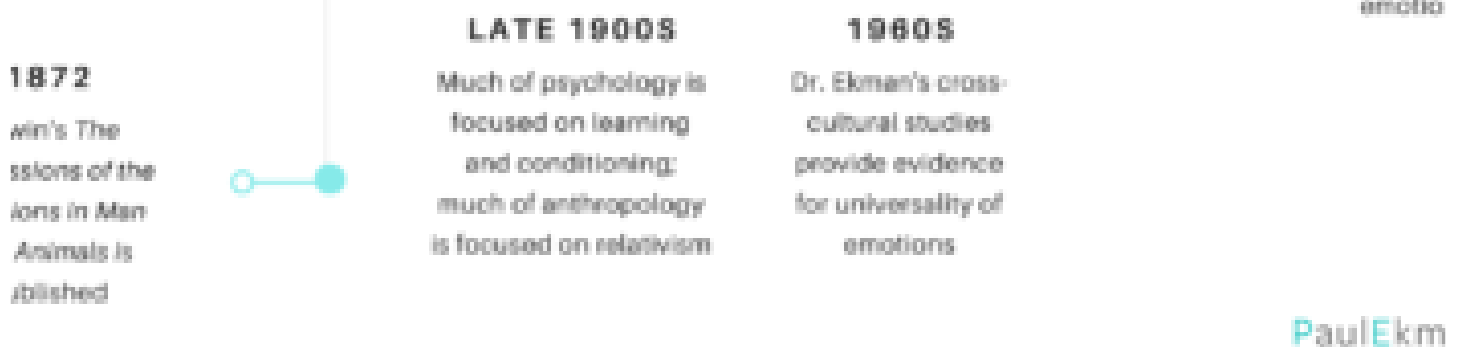 emotio
1872
win's The
ssions of the
ions in Man
Animals is
ublished
LATE 1900S
Much of psychology is
focused on learning
and conditioning;
much of anthropology
is focused on relativism
1960S
Dr. Ekman's cross-
cultural studies
provide evidence
for universality of
emotions
PaulEkm